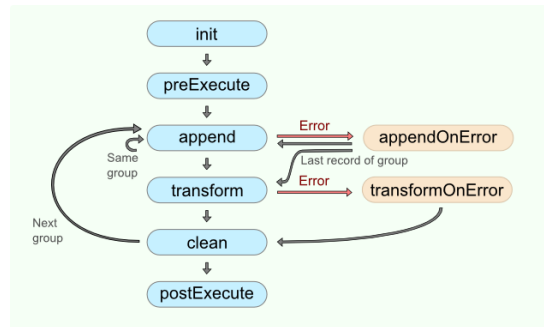 init
preExecute
Error
append
appendOnError
Same
group
Last record of group
Error
transform
transformOnError
Next
group
clean
postExecute